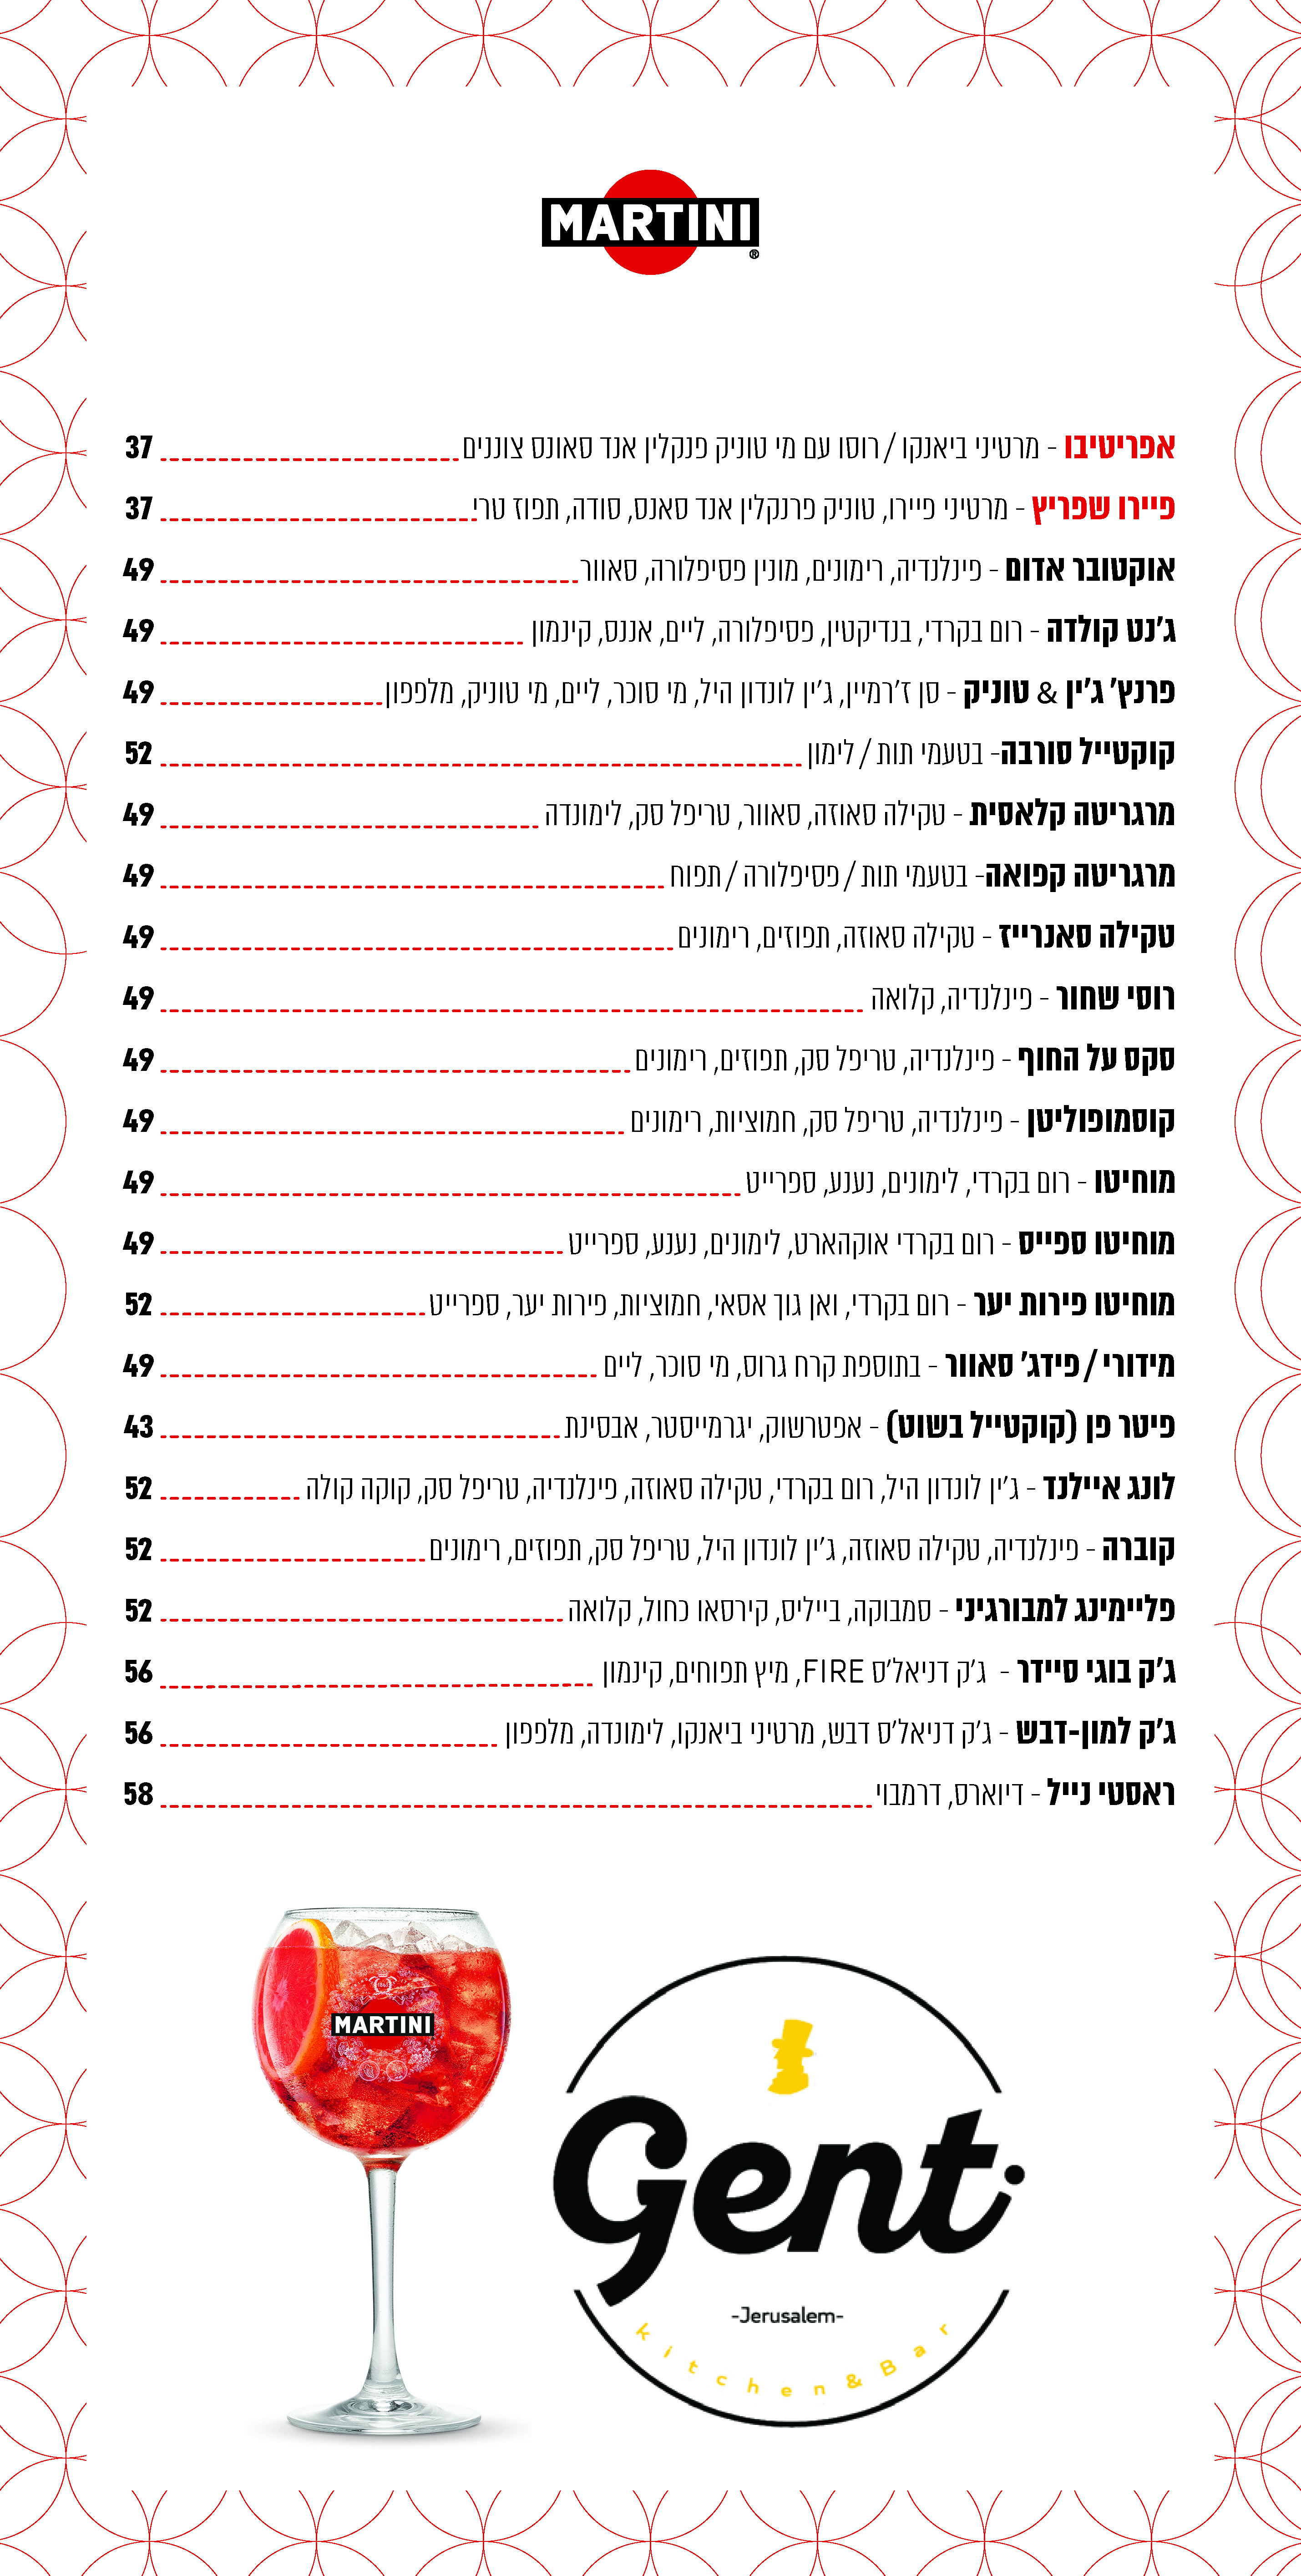 MARTINI
®
אפריטיבו - מרטיני ביאנקו / רוסו עם מי טוניק פנקלין אנד סאונס צוננים 37
פיירו שפריץ - מרטיני פיירו, טוניק פרנקלין אנד סאנס, סודה, תפוז טרי 37
אוקטובר אדום - פינלנדיה, רימונים, מונין פסיפלורה, סאוור 49
ג'נט קולדה - רום בקרדי, בנדיקטין, פסיפלורה, ליים, אננס, קינמון 49
פרנץ' ג'ין & טוניק - סן ז'רמיין, ג'ין לונדון היל, מי סוכר, ליים, מי טוניק, מלפפון 49
קוקטייל סורבה- בטעמי תות / לימון 52
מרגריטה קלאסית - טקילה סאוזה, סאוור, טריפל סק, לימונדה 49
מרגריטה קפואה- בטעמי תות / פסיפלורה / תפוח 49
טקילה סאנרייז - טקילה סאוזה, תפוזים, רימונים 49
רוסי שחור - פינלנדיה, קלואה 49
סקס על החוף - פינלנדיה, טריפל סק, תפוזים, רימונים 49
קוסמופוליטן - פינלנדיה, טריפל סק, חמוציות, רימונים 49
מוחיטו - רום בקרדי, לימונים, נענע, ספרייט 49
מוחיטו ספייס - רום בקרדי אוקהארט, לימונים, נענע, ספרייט 49
מוחיטו פירות יער - רום בקרדי, ואן גוך אסאי, חמוציות, פירות יער, ספרייט 52
מידורי / פידג' סאוור - בתוספת קרח גרוס, מי סוכר, ליים 49
פיטר פן (קוקטייל בשוט) - אפטרשוק, יגרמייסטר, אבסינת 43
לונג איילנד - ג'ין לונדון היל, רום בקרדי, טקילה סאוזה, פינלנדיה, טריפל סק, קוקה קולה 52
קוברה - פינלנדיה, טקילה סאוזה, ג'ין לונדון היל, טריפל סק, תפוזים, רימונים 52
פליימינג למבורגיני - סמבוקה, בייליס, קירסאו כחול, קלואה 52
ג'ק בוגי סיידר - ג'ק דניאל'ס FIRE, מיץ תפוחים, קינמון 56
ג'ק למון-דבש - ג'ק דניאל'ס דבש, מרטיני ביאנקו, לימונדה, מלפפון 56
ראסטי נייל - דיוארס, דרמבוי 58
MARTINI
Gent
-Jerusalem-
kitchen & Bar